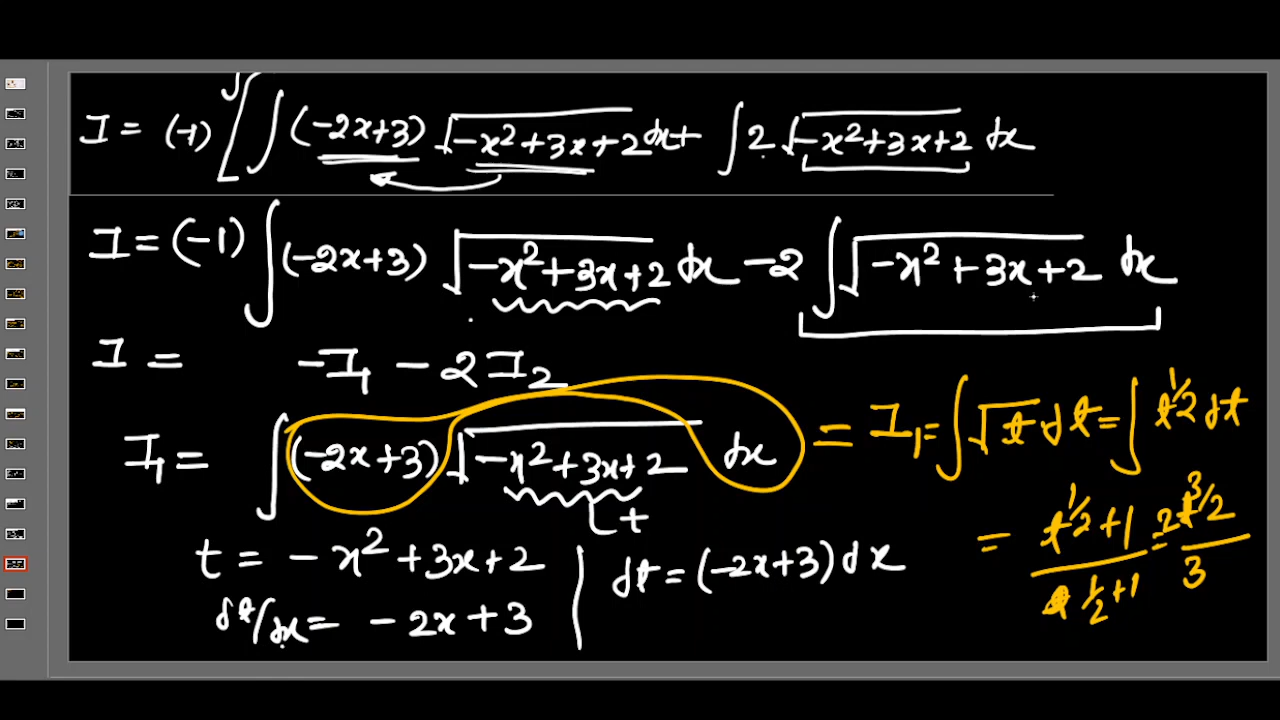 I = (-1) [ ∫ (-2x+3) √(-x²+3x+2) dx + ∫ 2 √(-x²+3x+2) dx
I = (-1) ∫ (-2x+3) √(-x²+3x+2) dx - 2 ∫ √(-x²+3x+2) dx
I = -I₁ - 2 I₂
I₁ = ∫ (-2x+3) √(-x²+3x+2) dx = I₁ = ∫ √t dt = ∫ t^1/2 dt
t
= t^1/2+1 / 1/2+1 = 2t^3/2 / 3
t = -x²+3x+2 | dt = (-2x+3) dx
dt/dx = -2x+3